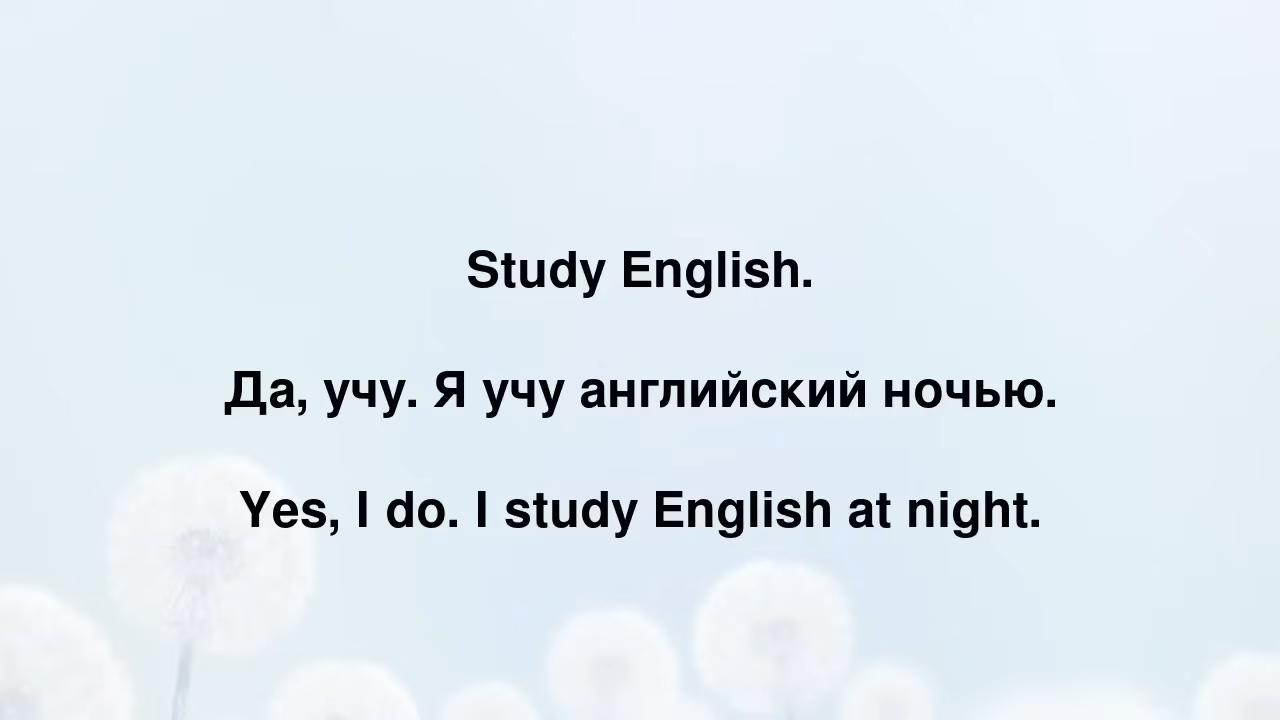 Study English.
Да, учу. Я учу английский ночью.
Yes, I do. I study English at night.